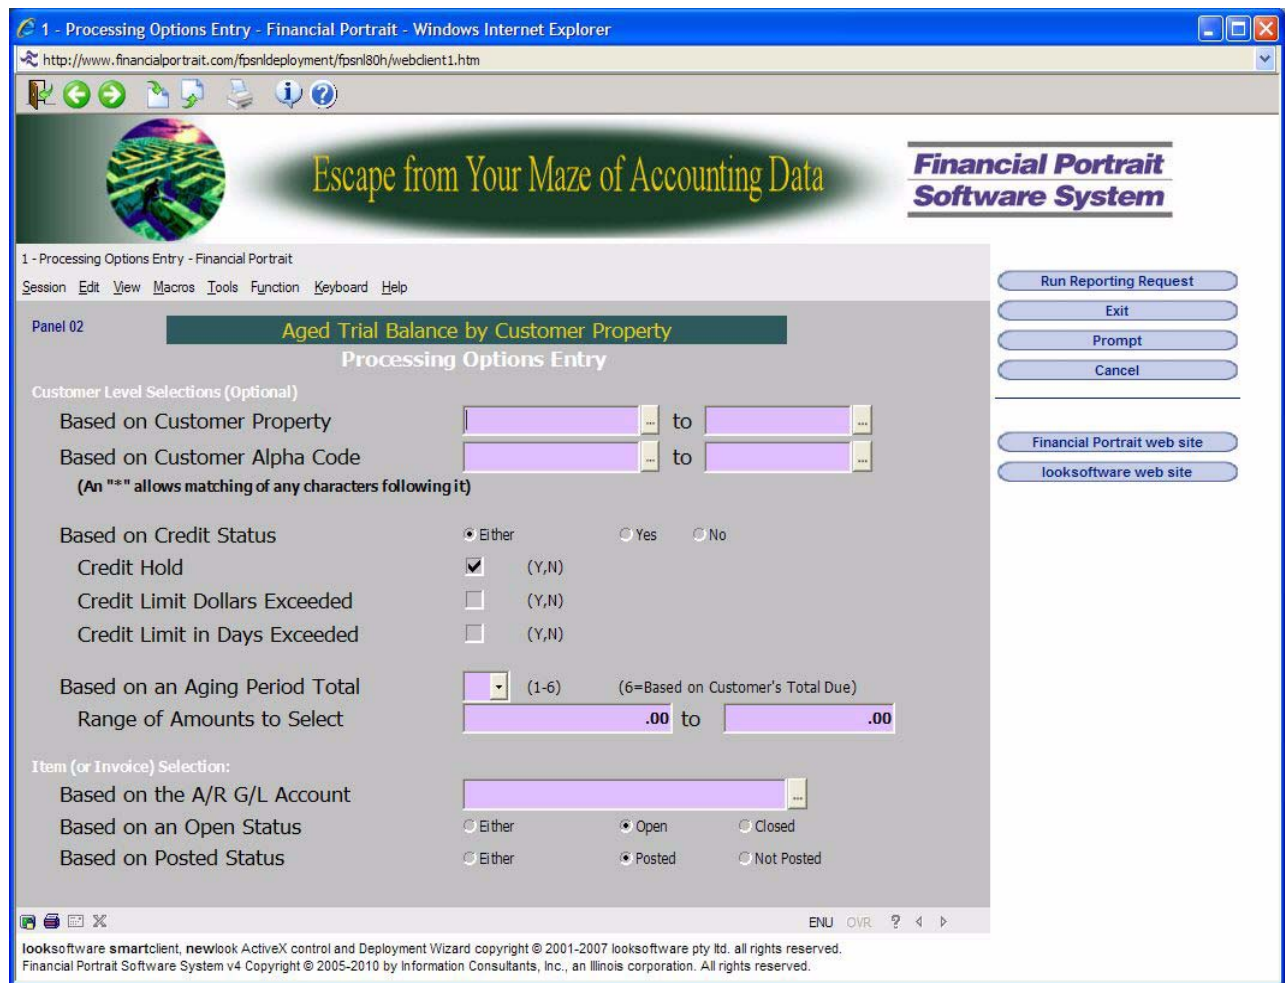 1 - Processing Options Entry - Financial Portrait - Windows Internet Explorer
http://www.financialportrait.com/fpsnldeployment/fpsnl80h/webclient1.htm
Escape from Your Maze of Accounting Data
Financial Portrait
Software System
1 - Processing Options Entry - Financial Portrait
Session Edit View Macros Tools Function Keyboard Help
Run Reporting Request
Exit
Prompt
Cancel
Financial Portrait web site
looksoftware web site
Panel 02
Aged Trial Balance by Customer Property
Processing Options Entry
Customer Level Selections (Optional)
Based on Customer Property ... to ...
Based on Customer Alpha Code ... to ...
(An "*" allows matching of any characters following it)
Based on Credit Status Either Yes No
Credit Hold (Y,N)
Credit Limit Dollars Exceeded (Y,N)
Credit Limit in Days Exceeded (Y,N)
Based on an Aging Period Total (1-6) (6=Based on Customer's Total Due)
Range of Amounts to Select .00 to .00
Item (or Invoice) Selection:
Based on the A/R G/L Account ...
Based on an Open Status Either Open Closed
Based on Posted Status Either Posted Not Posted
ENU OVR ?
looksoftware smartclient, newlook ActiveX control and Deployment Wizard copyright © 2001-2007 looksoftware pty ltd. all rights reserved.
Financial Portrait Software System v4 Copyright © 2005-2010 by Information Consultants, Inc., an Illinois corporation. All rights reserved.